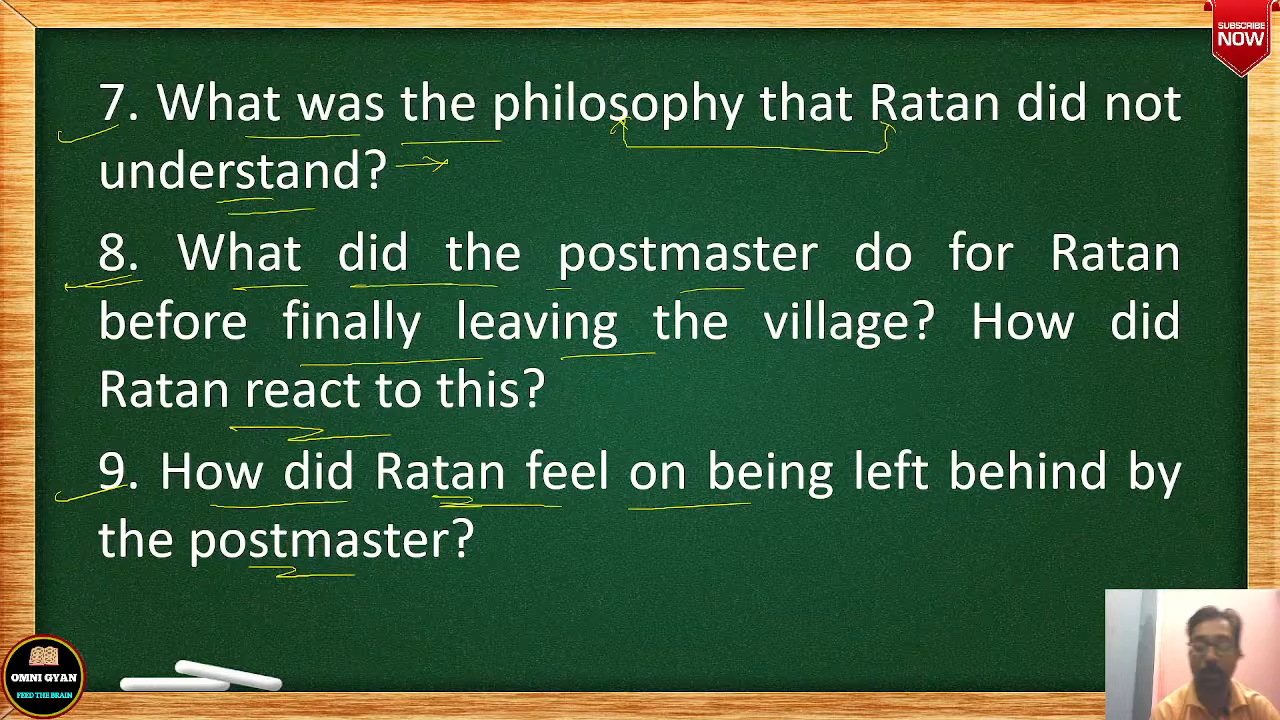 SUBSCRIBE
NOW
7. What was the philosophy that Ratan did not
understand?
8. What did the postmaster do for Ratan
before finally leaving the village? How did
Ratan react to this?
9. How did Ratan feel on being left behind by
the postmaster?
OMNI GYAN
FEED THE BRAIN